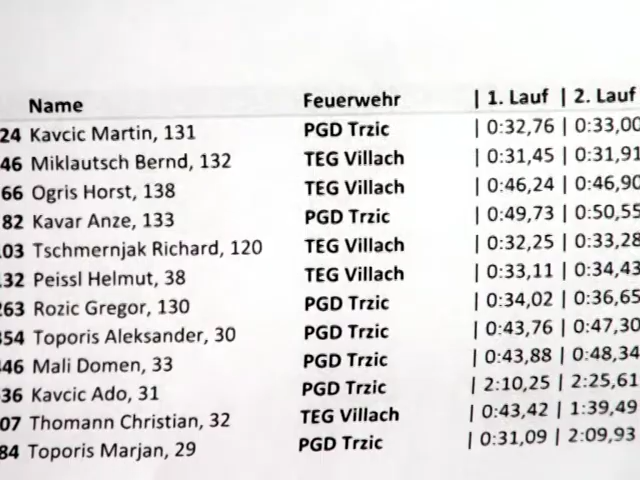 Name Feuerwehr | 1. Lauf | 2. Lauf
24 Kavcic Martin, 131 PGD Trzic | 0:32,76 | 0:33,00
46 Miklautsch Bernd, 132 TEG Villach | 0:31,45 | 0:31,91
66 Ogris Horst, 138 TEG Villach | 0:46,24 | 0:46,90
82 Kavar Anze, 133 PGD Trzic | 0:49,73 | 0:50,55
03 Tschmernjak Richard, 120 TEG Villach | 0:32,25 | 0:33,28
32 Peissl Helmut, 38 TEG Villach | 0:33,11 | 0:34,43
263 Rozic Gregor, 130 PGD Trzic | 0:34,02 | 0:36,65
354 Toporis Aleksander, 30 PGD Trzic | 0:43,76 | 0:47,30
46 Mali Domen, 33 PGD Trzic | 0:43,88 | 0:48,34
36 Kavcic Ado, 31 PGD Trzic | 2:10,25 | 2:25,61
07 Thomann Christian, 32 TEG Villach | 0:43,42 | 1:39,49
84 Toporis Marjan, 29 PGD Trzic | 0:31,09 | 2:09,93